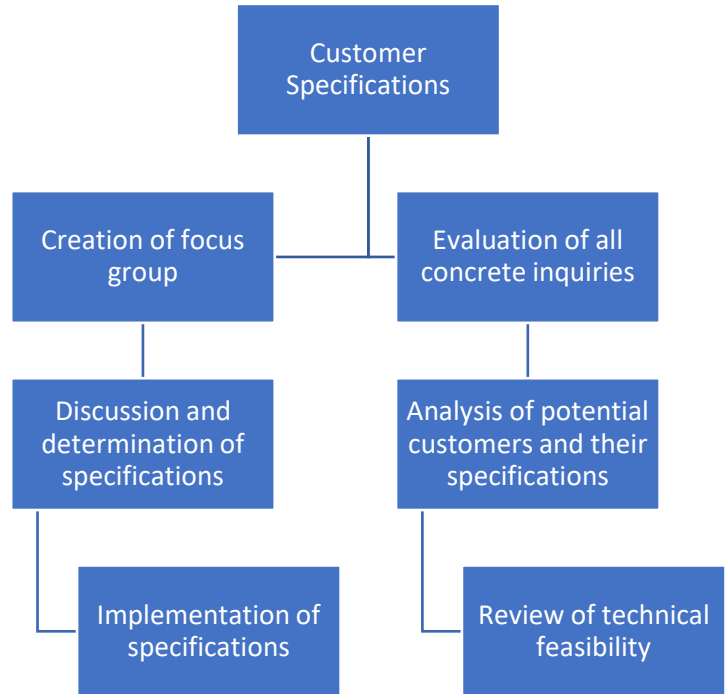 Customer
Specifications
Creation of focus
group
Evaluation of all
concrete inquiries
Discussion and
determination of
specifications
Analysis of potential
customers and their
specifications
Implementation of
specifications
Review of technical
feasibility